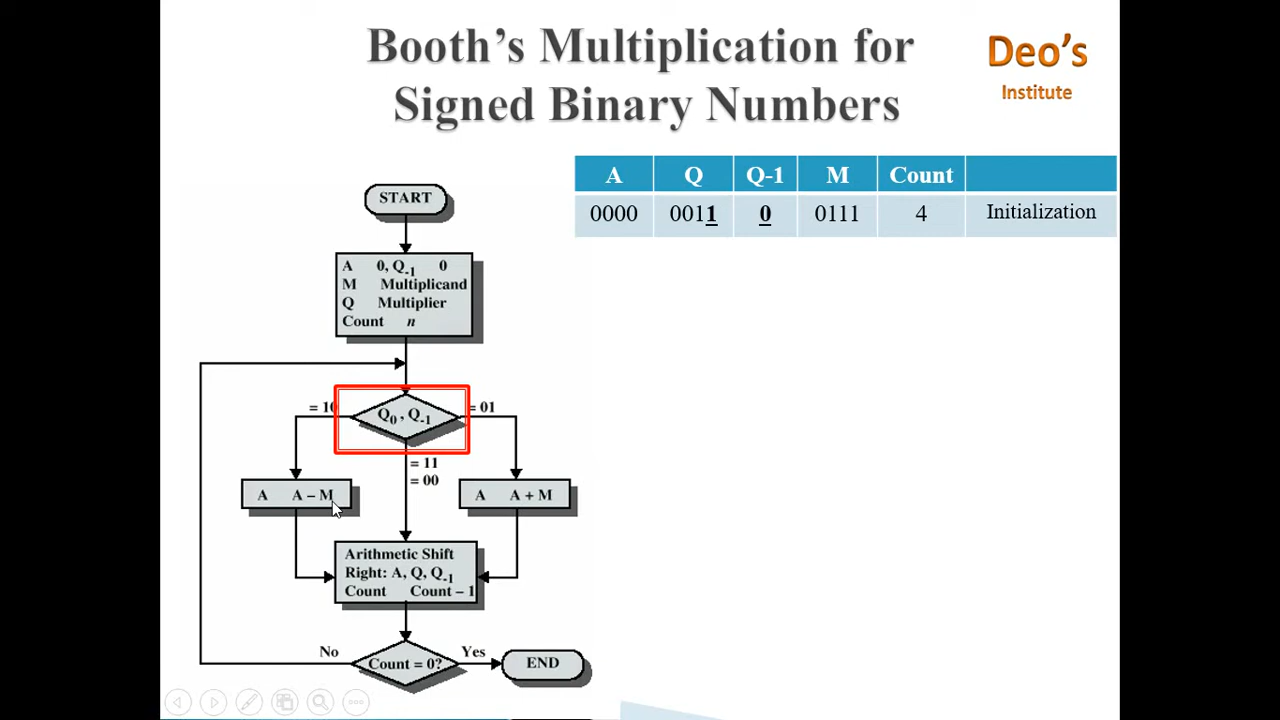 Booth's Multiplication for
Signed Binary Numbers
Deo's
Institute
A Q Q-1 M Count
0000 0011 0 0111 4 Initialization
START
A 0, Q-1 0
M Multiplicand
Q Multiplier
Count n
= 10 Q0, Q-1 = 01
= 11
= 00
A A – M
A A + M
Arithmetic Shift
Right: A, Q, Q-1
Count Count – 1
No Count = 0? Yes END